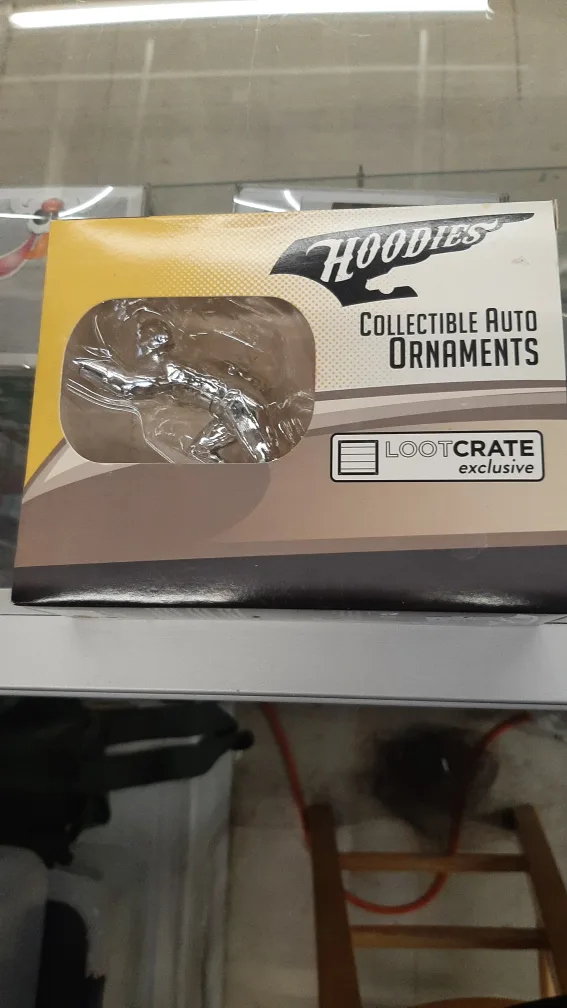 HOODIES
COLLECTIBLE AUTO
ORNAMENTS
LOOTCRATE
exclusive